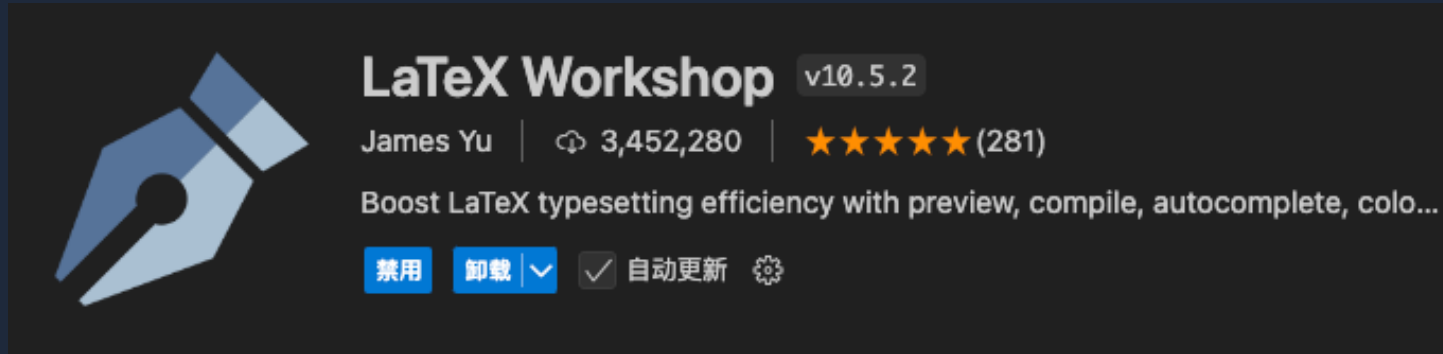 LaTeX Workshop v10.5.2
James Yu 3,452,280 ★★★★★(281)
Boost LaTeX typesetting efficiency with preview, compile, autocomplete, colo...
禁用 卸载 自动更新